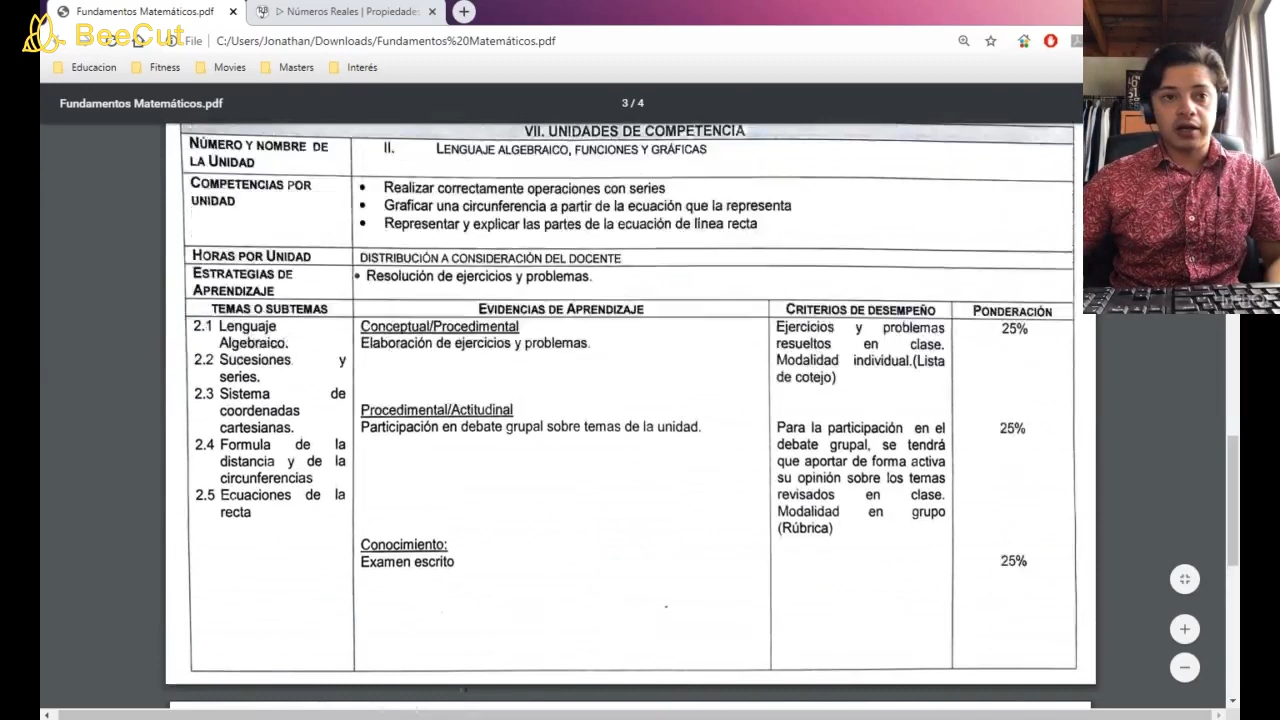 Fundamentos Matemáticos.pdf
▷ Números Reales | Propiedade
BeeCut
File
C:/Users/Jonathan/Downloads/Fundamentos%20Matemáticos.pdf
Educacion
Fitness
Movies
Masters
Interés
Fundamentos Matemáticos.pdf
3 / 4
VII. UNIDADES DE COMPETENCIA
NÚMERO Y NOMBRE DE
LA UNIDAD
II. LENGUAJE ALGEBRAICO, FUNCIONES Y GRÁFICAS
COMPETENCIAS POR
UNIDAD
• Realizar correctamente operaciones con series
• Graficar una circunferencia a partir de la ecuación que la representa
• Representar y explicar las partes de la ecuación de línea recta
HORAS POR UNIDAD
DISTRIBUCIÓN A CONSIDERACIÓN DEL DOCENTE
ESTRATEGIAS DE
APRENDIZAJE
• Resolución de ejercicios y problemas.
TEMAS O SUBTEMAS
EVIDENCIAS DE APRENDIZAJE
CRITERIOS DE DESEMPEÑO
PONDERACIÓN
2.1 Lenguaje
Algebraico.
2.2 Sucesiones y
series.
2.3 Sistema de
coordenadas
cartesianas.
2.4 Formula de la
distancia y de la
circunferencias
2.5 Ecuaciones de la
recta
Conceptual/Procedimental
Elaboración de ejercicios y problemas.
Procedimental/Actitudinal
Participación en debate grupal sobre temas de la unidad.
Conocimiento:
Examen escrito
Ejercicios y problemas
resueltos en clase.
Modalidad individual.(Lista
de cotejo)
Para la participación en el
debate grupal, se tendrá
que aportar de forma activa
su opinión sobre los temas
revisados en clase.
Modalidad en grupo
(Rúbrica)
25%
25%
25%